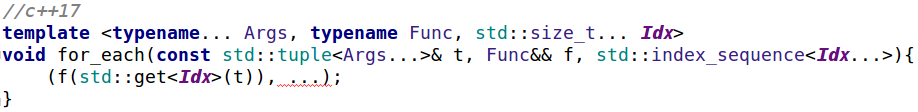 //c++17
template <typename... Args, typename Func, std::size_t... Idx>
void for_each(const std::tuple<Args...>& t, Func&& f, std::index_sequence<Idx...>){
    (f(std::get<Idx>(t)), ...);
}